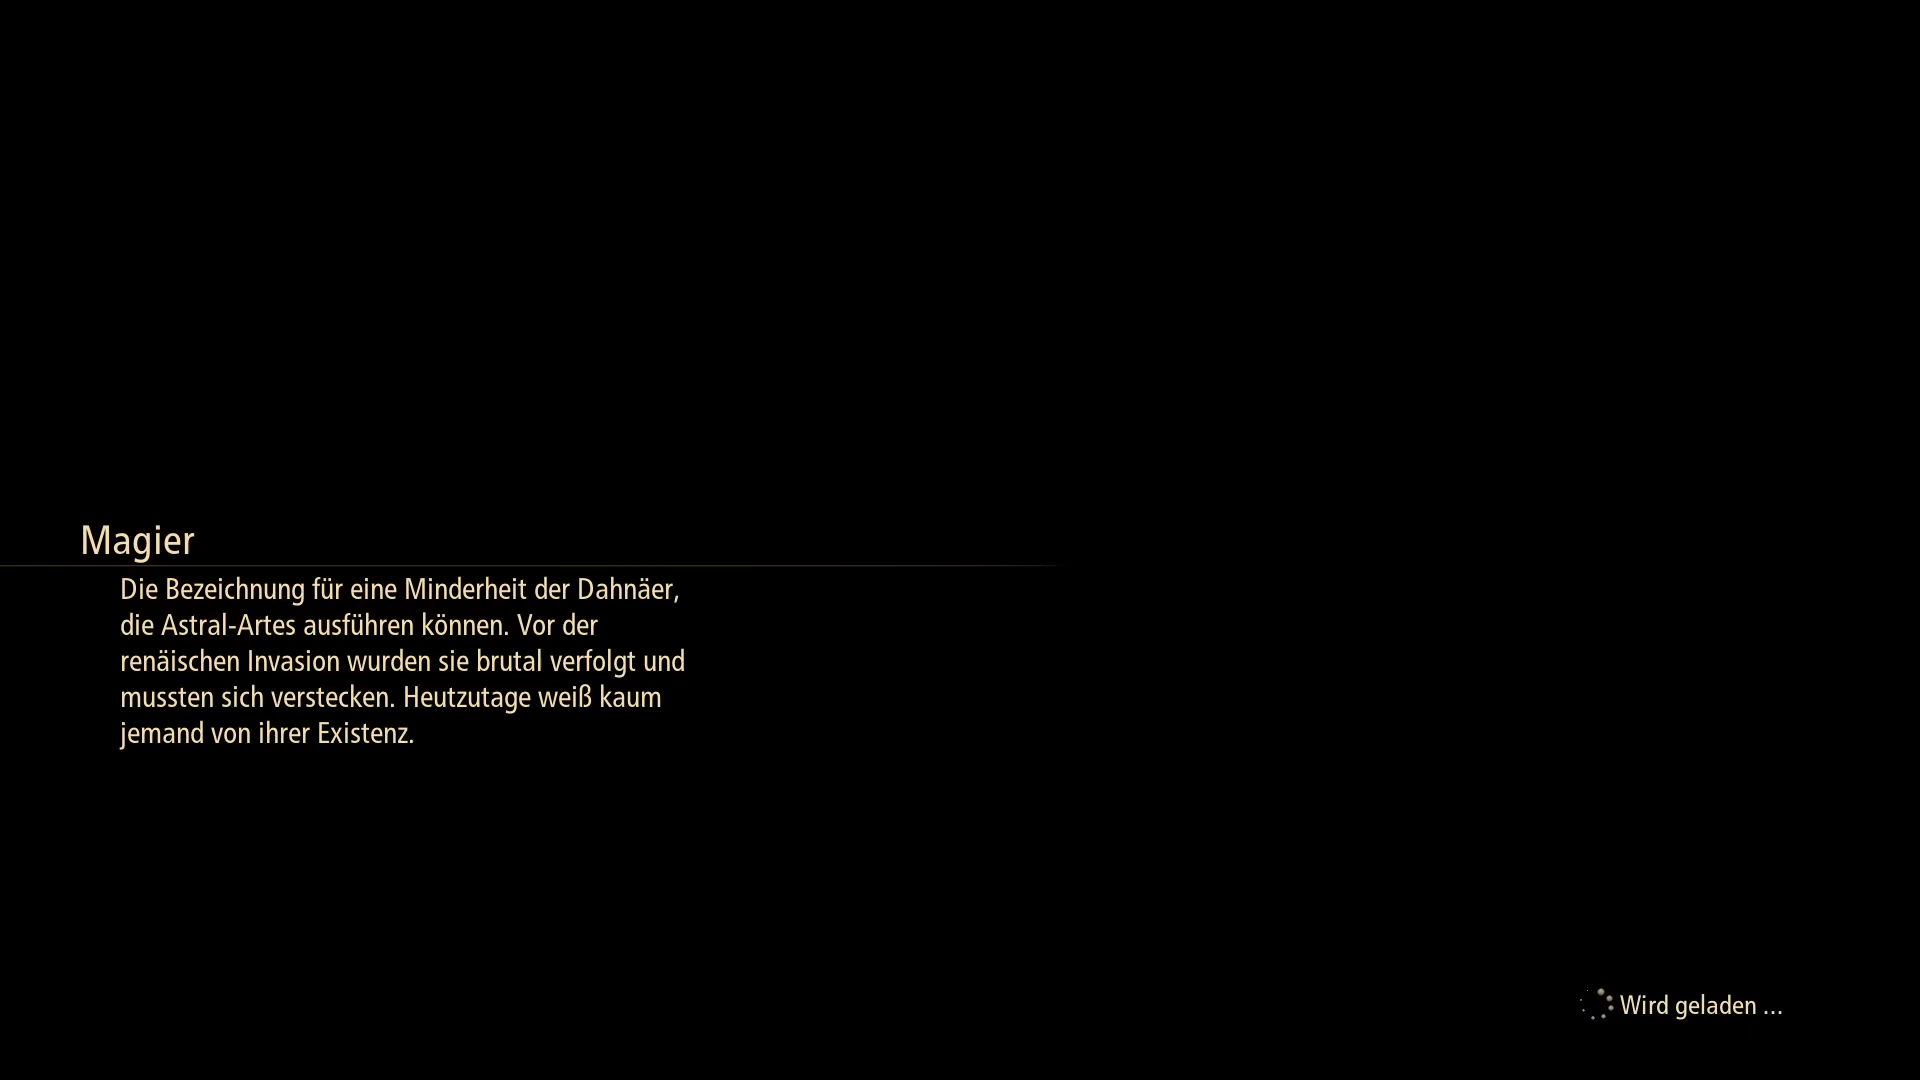 Magier
Die Bezeichnung für eine Minderheit der Dahnäer,
die Astral-Artes ausführen können. Vor der
renäischen Invasion wurden sie brutal verfolgt und
mussten sich verstecken. Heutzutage weiß kaum
jemand von ihrer Existenz.
Wird geladen ...